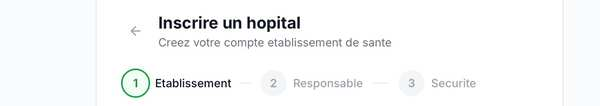 Inscrire un hopital
Creez votre compte etablissement de sante
1 Etablissement 2 Responsable 3 Securite